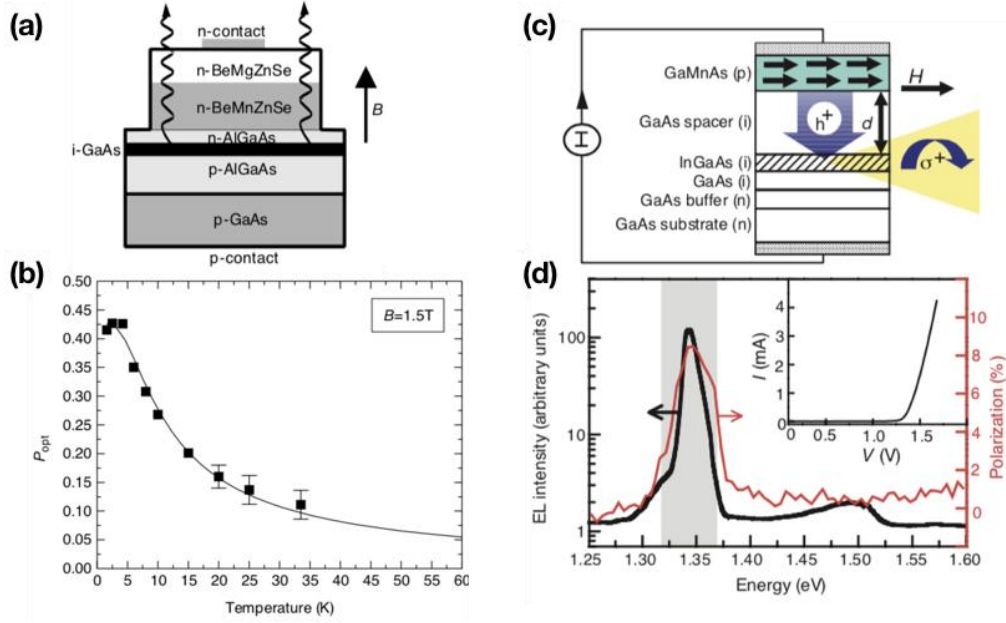 (a)
n-contact
n-BeMgZnSe
n-BeMnZnSe
B
n-AlGaAs
i-GaAs
p-AlGaAs
p-GaAs
p-contact
(b)
0.50
0.45
0.40
0.35
0.30
0.25
0.20
0.15
0.10
0.05
0.00
B=1.5T
P opt
0 5 10 15 20 25 30 35 40 45 50 55 60
Temperature (K)
(c)
GaMnAs (p)
H
I
h+
d
GaAs spacer (i)
InGaAs (i)
σ+
GaAs (i)
GaAs buffer (n)
GaAs substrate (n)
(d)
100
10
1
EL intensity (arbitrary units)
4
3
2
1
0
I (mA)
0 0.5 1.0 1.5
V (V)
10
8
6
4
2
0
Polarization (%)
1.25 1.30 1.35 1.40 1.45 1.50 1.55 1.60
Energy (eV)